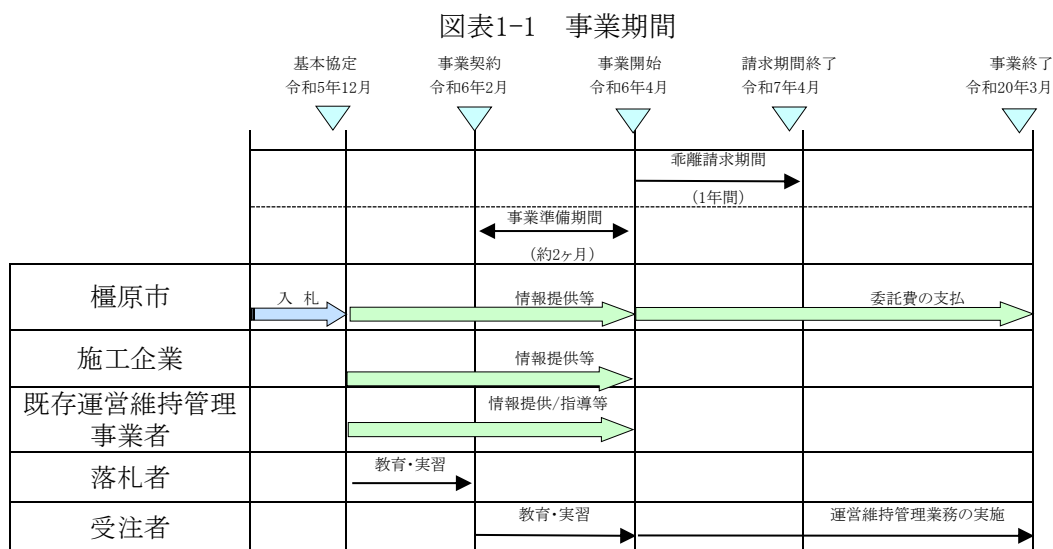 図表1-1　事業期間
基本協定
令和5年12月
事業契約
令和6年2月
事業開始
令和6年4月
請求期間終了
令和7年4月
事業終了
令和20年3月
乖離請求期間
(1年間)
事業準備期間
(約2ヶ月)
橿原市
入 札
情報提供等
委託費の支払
施工企業
情報提供等
既存運営維持管理
事業者
情報提供/指導等
落札者
教育・実習
受注者
教育・実習
運営維持管理業務の実施